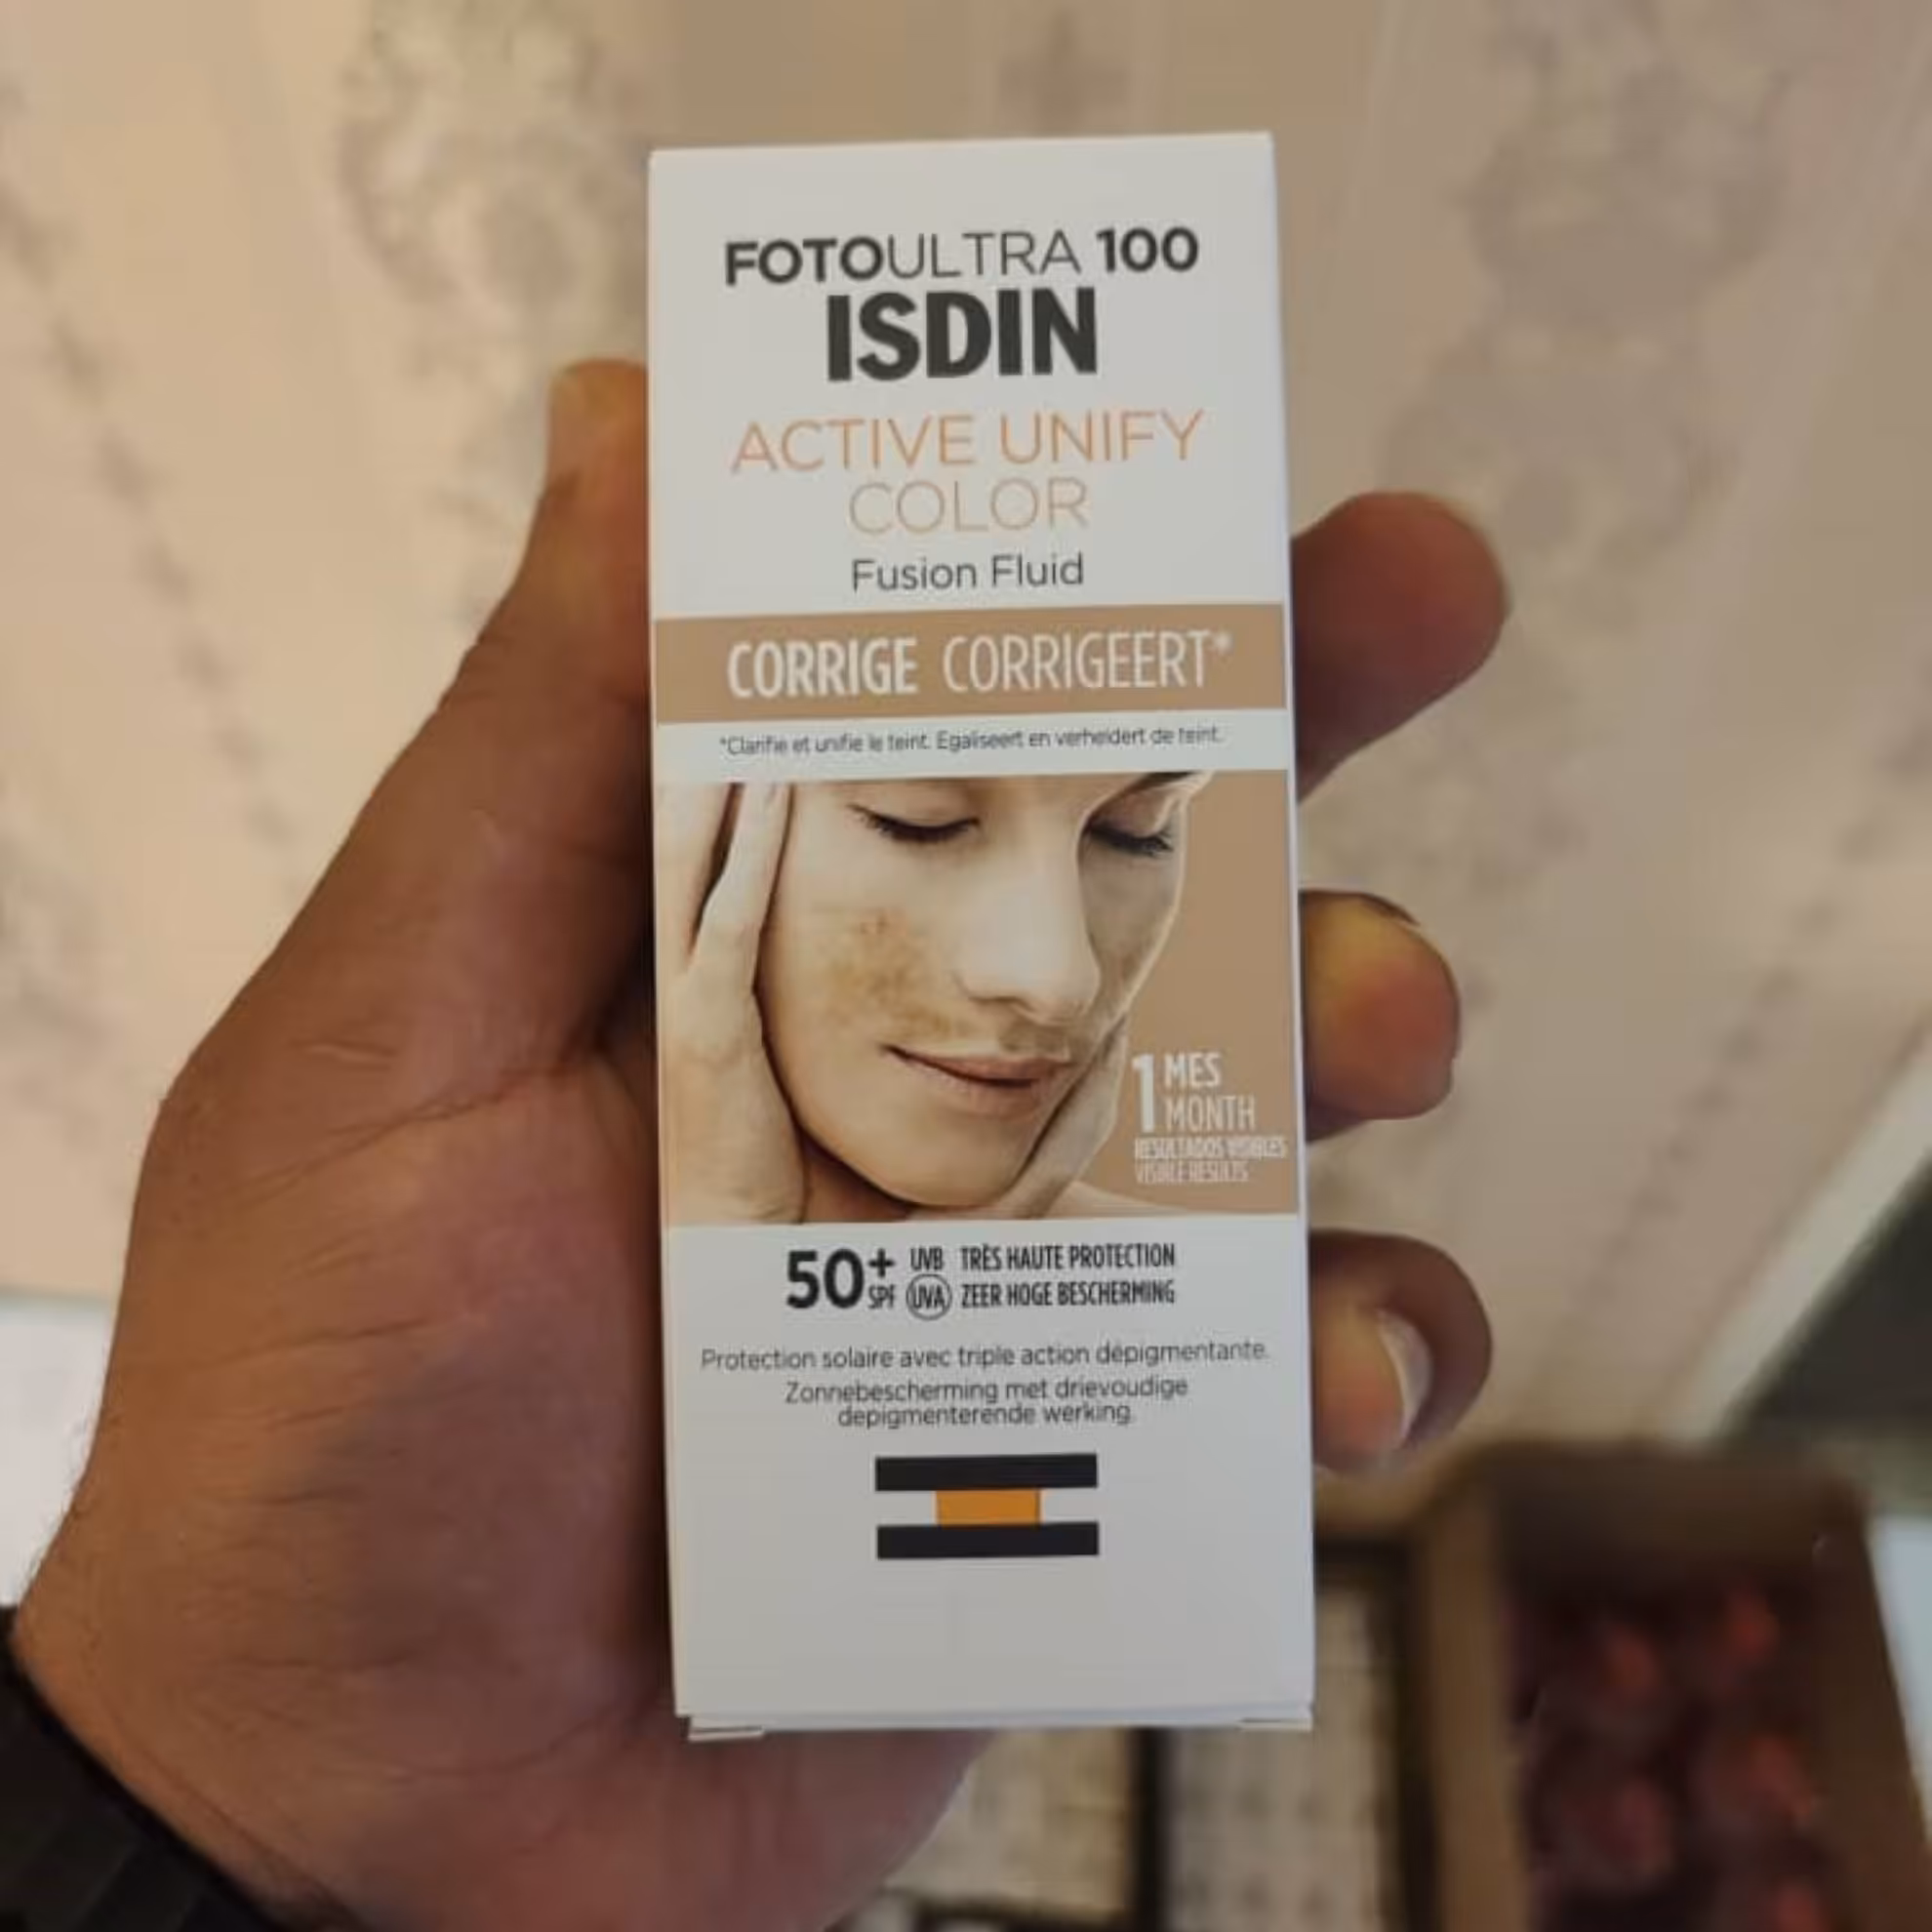 FOTOULTRA 100
ISDIN
ACTIVE UNIFY
COLOR
Fusion Fluid
CORRIGE CORRIGEERT*
*Clarifie et unifie le teint. Egaliseert en verheldert de teint.
1 MES
MONTH
RESULTADOS VISIBLES
VISIBLE RESULTS
50+ SPF UVB UVA
TRÈS HAUTE PROTECTION
ZEER HOGE BESCHERMING
Protection solaire avec triple action dépigmentante.
Zonnebescherming met drievoudige
depigmenterende werking.